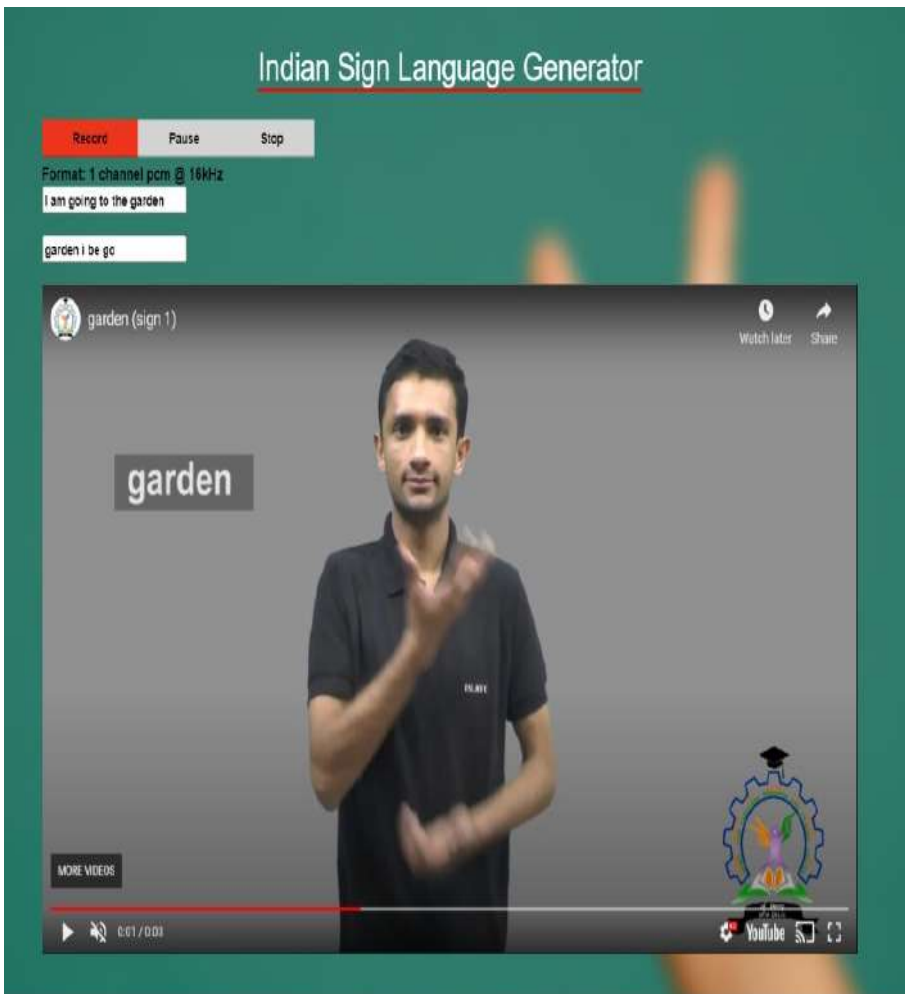 Indian Sign Language Generator
Record Pause Stop
Format: 1 channel pcm @ 16kHz
I am going to the garden
garden i be go
garden (sign 1)
Watch later Share
garden
MORE VIDEOS
0:01 / 0:03
YouTube